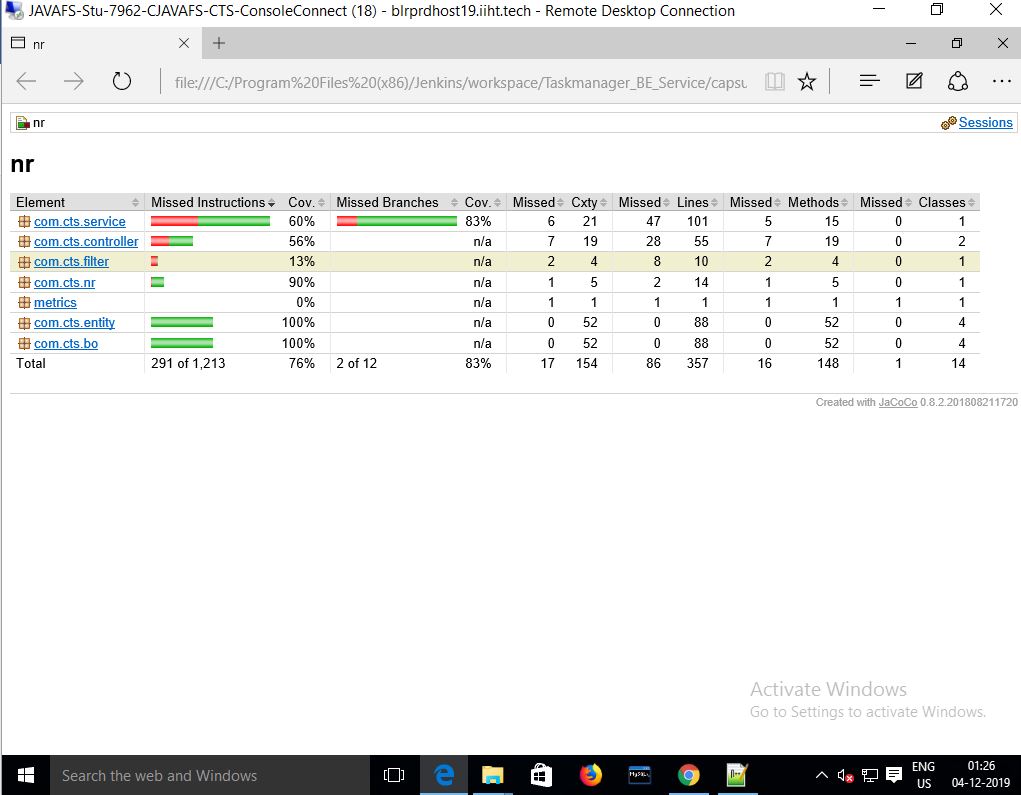 JAVAFS-Stu-7962-CJAVAFS-CTS-ConsoleConnect (18) - blrprdhost19.iiht.tech - Remote Desktop Connection
nr
file:///C:/Program%20Files%20(x86)/Jenkins/workspace/Taskmanager_BE_Service/capsu
nr Sessions
nr
Element Missed Instructions Cov. Missed Branches Cov. Missed Cxty Missed Lines Missed Methods Missed Classes
com.cts.service 60% 83% 6 21 47 101 5 15 0 1
com.cts.controller 56% n/a 7 19 28 55 7 19 0 2
com.cts.filter 13% n/a 2 4 8 10 2 4 0 1
com.cts.nr 90% n/a 1 5 2 14 1 5 0 1
metrics 0% n/a 1 1 1 1 1 1 1 1
com.cts.entity 100% n/a 0 52 0 88 0 52 0 4
com.cts.bo 100% n/a 0 52 0 88 0 52 0 4
Total 291 of 1,213 76% 2 of 12 83% 17 154 86 357 16 148 1 14
Created with JaCoCo 0.8.2.201808211720
Activate Windows
Go to Settings to activate Windows.
Search the web and Windows
MySQL
ENG 01:26
US 04-12-2019